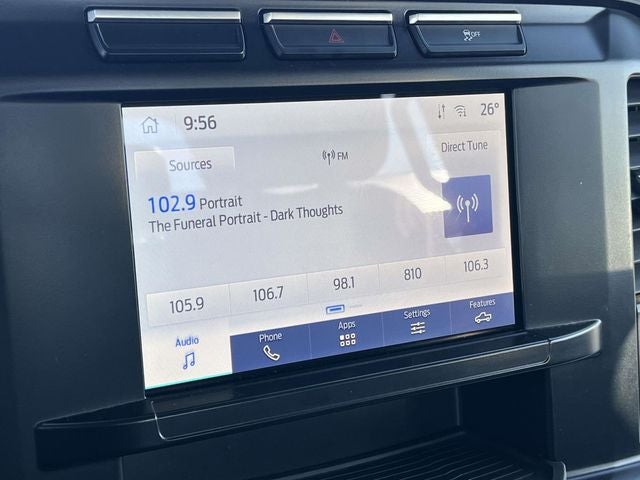 OFF
9:56
26°
Sources
FM
Direct Tune
102.9 Portrait
The Funeral Portrait - Dark Thoughts
105.9 106.7 98.1 810 106.3
Audio Phone Apps Settings Features